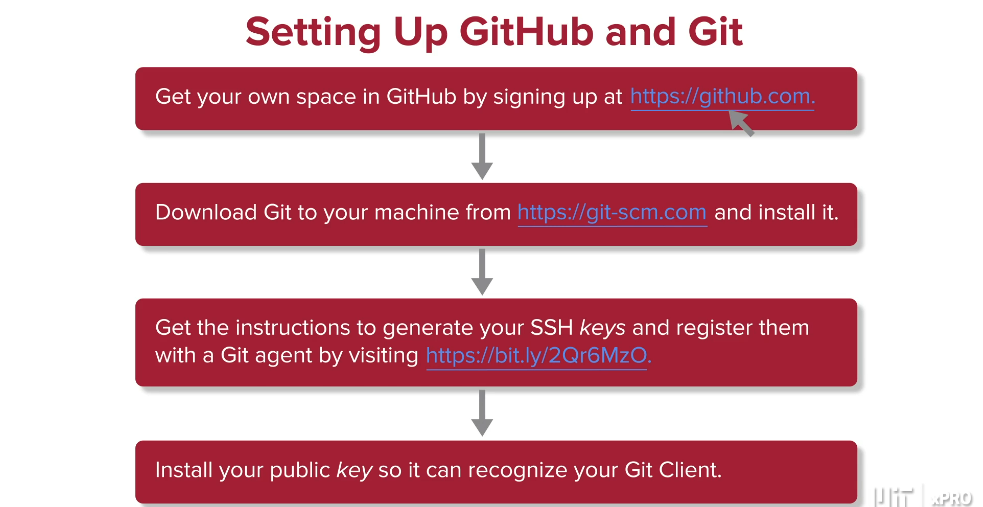 Setting Up GitHub and Git
Get your own space in GitHub by signing up at https://github.com.
Download Git to your machine from https://git-scm.com and install it.
Get the instructions to generate your SSH keys and register them
with a Git agent by visiting https://bit.ly/2Qr6MzO.
Install your public key so it can recognize your Git Client.
MIT xPRO